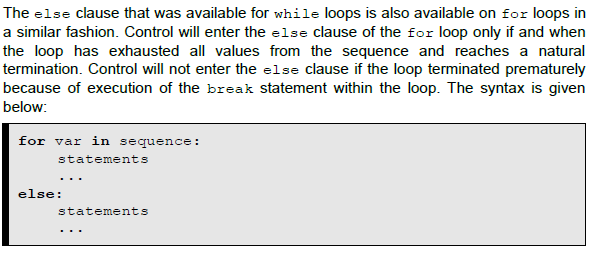 The else clause that was available for while loops is also available on for loops in
a similar fashion. Control will enter the else clause of the for loop only if and when
the loop has exhausted all values from the sequence and reaches a natural
termination. Control will not enter the else clause if the loop terminated prematurely
because of execution of the break statement within the loop. The syntax is given
below:
for var in sequence:
statements
...
else:
statements
...